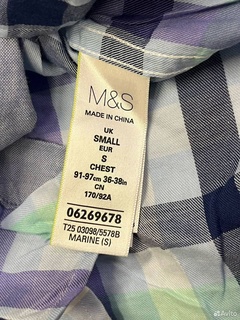 M&S
MADE IN CHINA
UK
SMALL
EUR
S
CHEST
91-97cm 36-38in
CN
170/92A
06269678
T25 03098/5578B
MARINE (S)
Avito